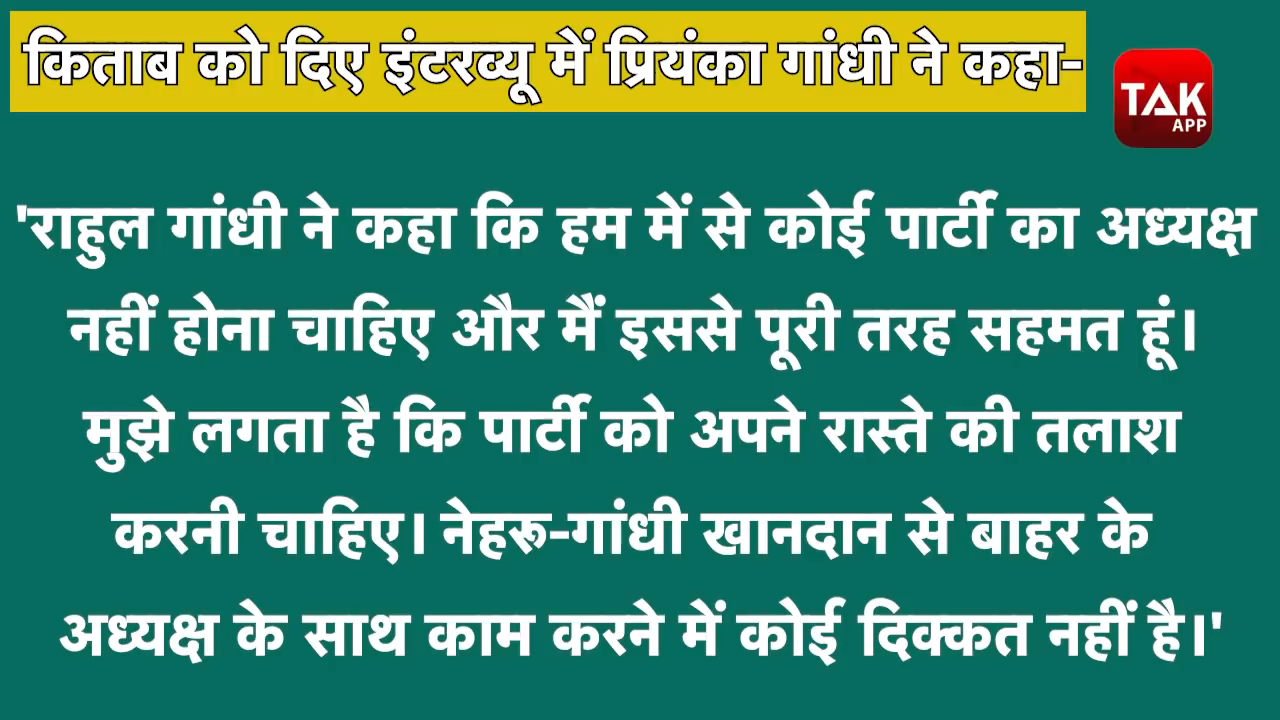 किताब को दिए इंटरव्यू में प्रियंका गांधी ने कहा-
TAK
APP
'राहुल गांधी ने कहा कि हम में से कोई पार्टी का अध्यक्ष
नहीं होना चाहिए और मैं इससे पूरी तरह सहमत हूं।
मुझे लगता है कि पार्टी को अपने रास्ते की तलाश
करनी चाहिए। नेहरू-गांधी खानदान से बाहर के
अध्यक्ष के साथ काम करने में कोई दिक्कत नहीं है।'